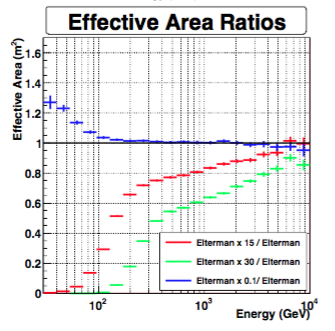 Effective Area Ratios
Effective Area (m²)
1.6
1.4
1.2
1
0.8
0.6
0.4
0.2
0
Elterman x 15 / Elterman
Elterman x 30 / Elterman
Elterman x 0.1/ Elterman
10²
10³
10⁴
Energy (GeV)